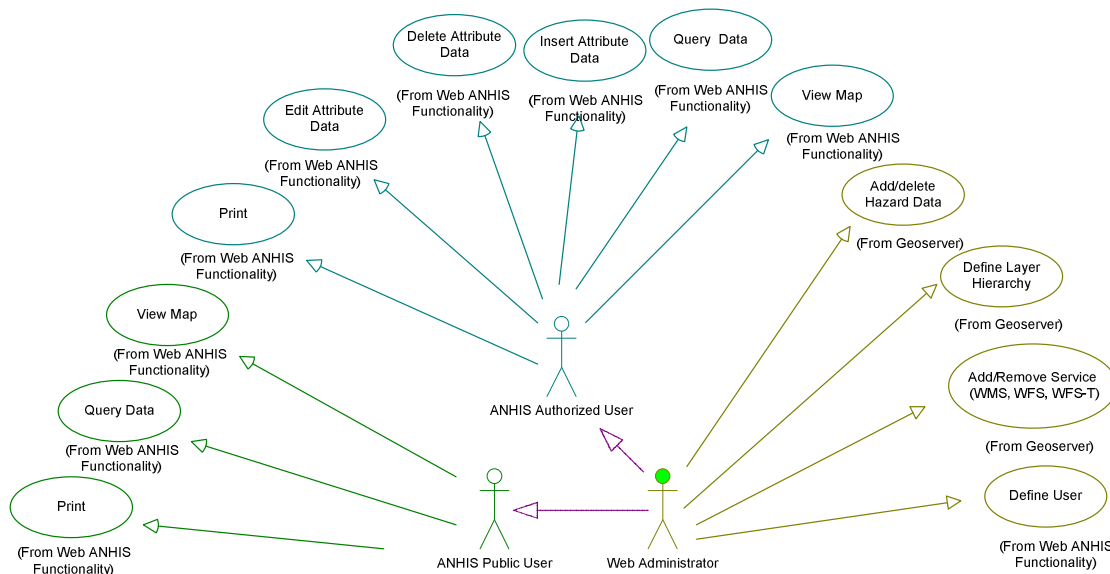 Delete Attribute
Data
(From Web ANHIS
Functionality)
Insert Attribute
Data
(From Web ANHIS
Functionality)
Query Data
(From Web ANHIS
Functionality)
View Map
(From Web ANHIS
Functionality)
Edit Attribute
Data
(From Web ANHIS
Functionality)
Print
(From Web ANHIS
Functionality)
Add/delete
Hazard Data
(From Geoserver)
Define Layer
Hierarchy
(From Geoserver)
View Map
(From Web ANHIS
Functionality)
Add/Remove Service
(WMS, WFS, WFS-T)
(From Geoserver)
Query Data
(From Web ANHIS
Functionality)
ANHIS Authorized User
Print
(From Web ANHIS
Functionality)
Define User
(From Web ANHIS
Functionality)
ANHIS Public User
Web Administrator